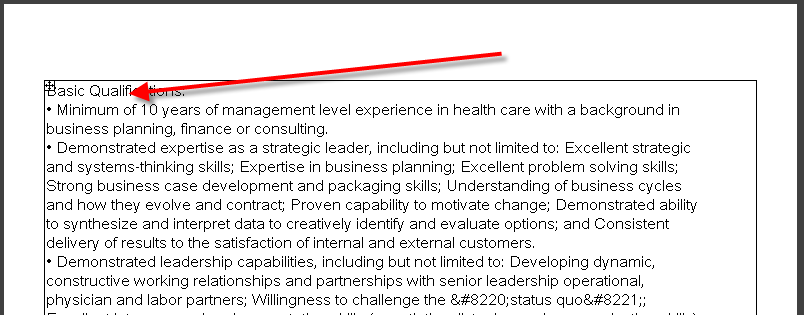 Basic Qualifications:
• Minimum of 10 years of management level experience in health care with a background in
business planning, finance or consulting.
• Demonstrated expertise as a strategic leader, including but not limited to: Excellent strategic
and systems-thinking skills; Expertise in business planning; Excellent problem solving skills;
Strong business case development and packaging skills; Understanding of business cycles
and how they evolve and contract; Proven capability to motivate change; Demonstrated ability
to synthesize and interpret data to creatively identify and evaluate options; and Consistent
delivery of results to the satisfaction of internal and external customers.
• Demonstrated leadership capabilities, including but not limited to: Developing dynamic,
constructive working relationships and partnerships with senior leadership operational,
physician and labor partners; Willingness to challenge the &#8220;status quo&#8221;;